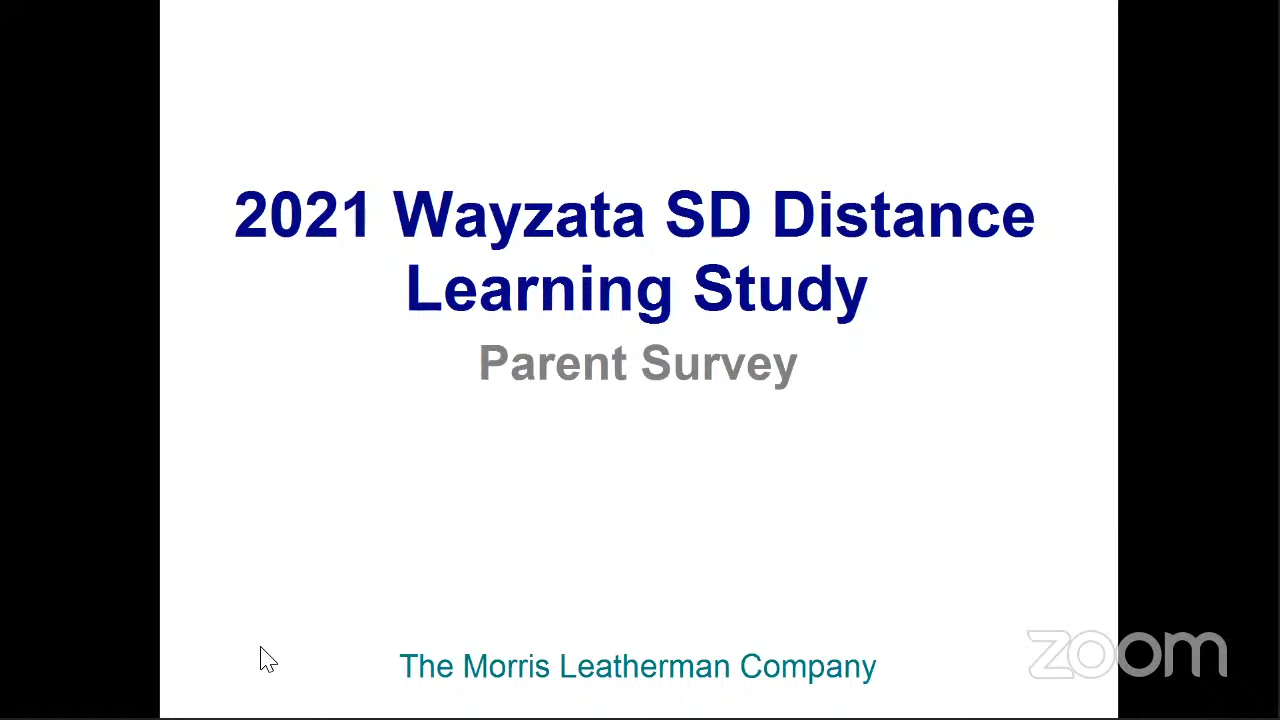 2021 Wayzata SD Distance
Learning Study
Parent Survey
The Morris Leatherman Company
zoom